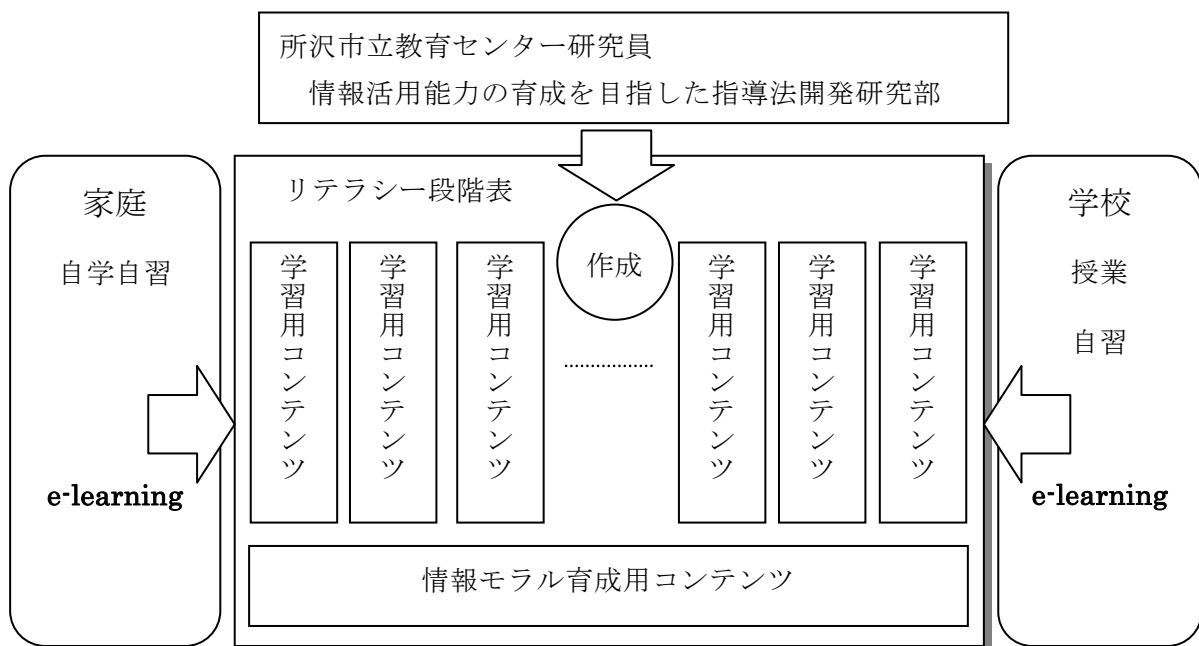 所沢市立教育センター研究員
情報活用能力の育成を目指した指導法開発研究部
家庭
自学自習
e-learning
リテラシー段階表
作成
学習用コンテンツ
学習用コンテンツ
学習用コンテンツ
………………
学習用コンテンツ
学習用コンテンツ
学習用コンテンツ
情報モラル育成用コンテンツ
学校
授業
自習
e-learning